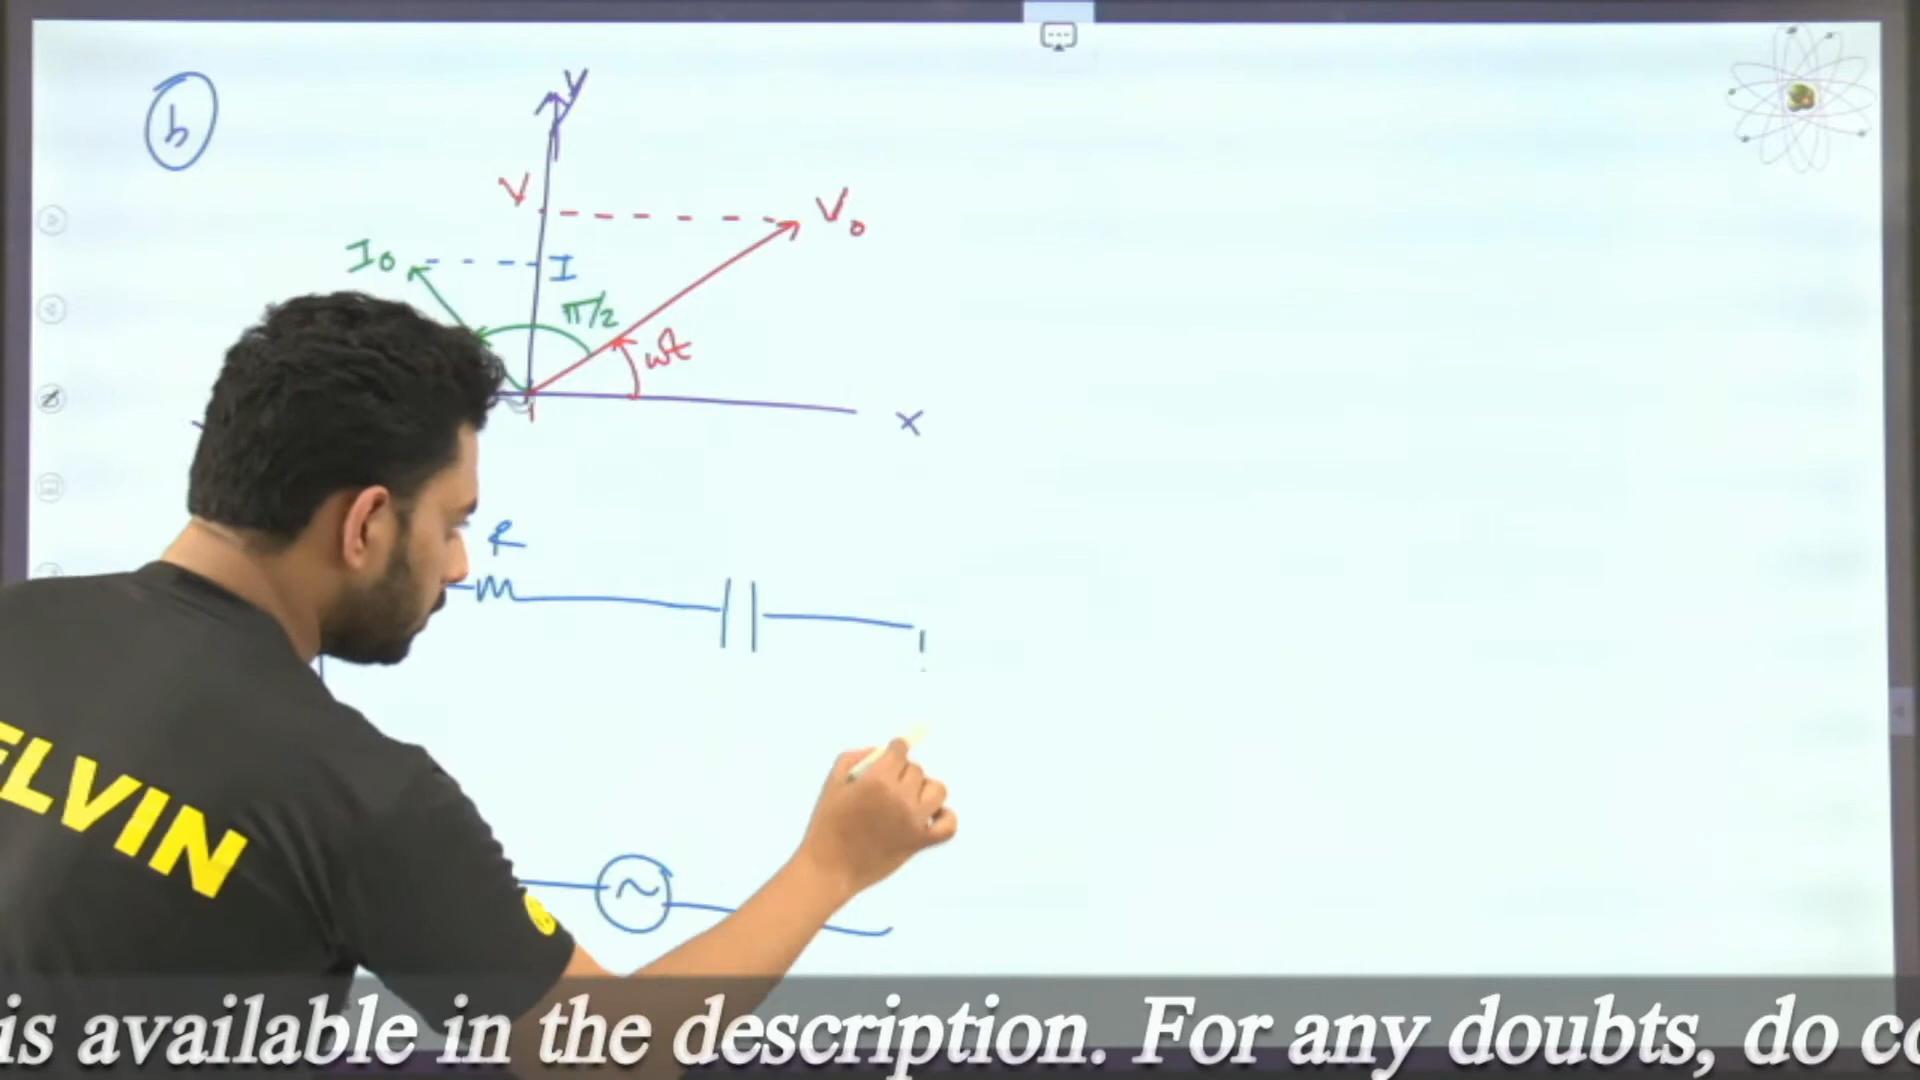 b
y
V
V₀
I₀
I
π/2
ωt
x
R
~
ELVIN
is available in the description. For any doubts, do co